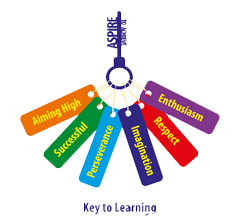 ASPIRE
Aiming High
Successful
Perseverance
Imagination
Respect
Enthusiasm
Key to Learning